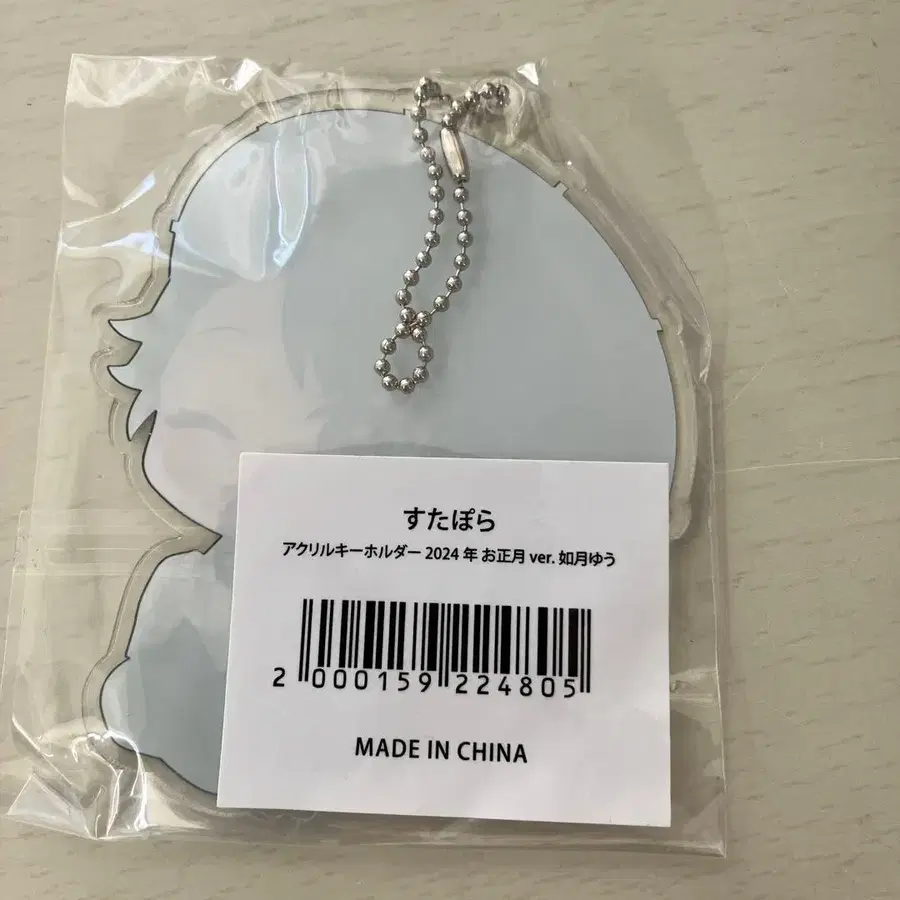 すたぽら
アクリルキーホルダー 2024 年 お正月 ver. 如月ゆう
2 000159 224805
MADE IN CHINA